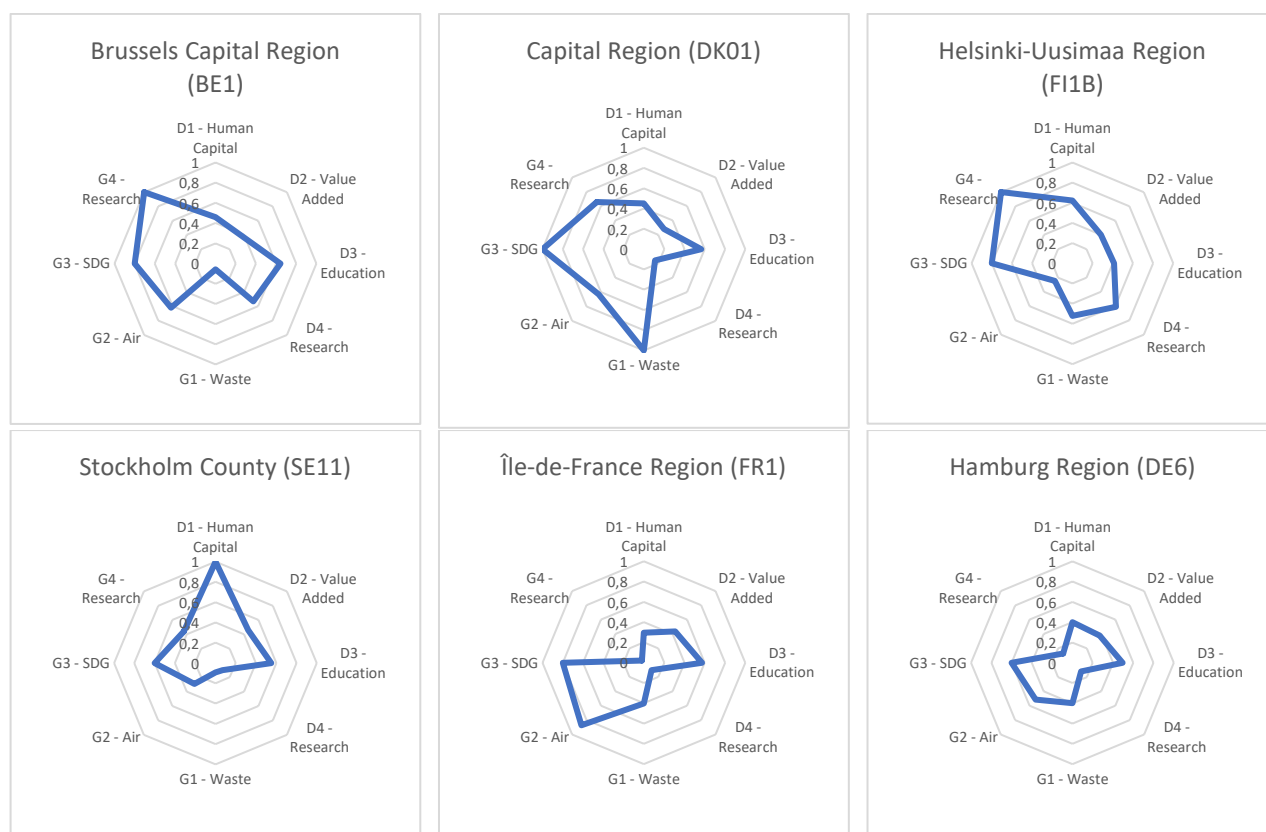 Brussels Capital Region
(BE1)
D1 - Human
Capital
1
0,8
0,6
0,4
0,2
0
D2 - Value
Added
D3 -
Education
D4 -
Research
G1 - Waste
G2 - Air
G3 - SDG
G4 -
Research
Capital Region (DK01)
D1 - Human
Capital
1
0,8
0,6
0,4
0,2
0
D2 - Value
Added
D3 -
Education
D4 -
Research
G1 - Waste
G2 - Air
G3 - SDG
G4 -
Research
Helsinki-Uusimaa Region
(FI1B)
D1 - Human
Capital
1
0,8
0,6
0,4
0,2
0
D2 - Value
Added
D3 -
Education
D4 -
Research
G1 - Waste
G2 - Air
G3 - SDG
G4 -
Research
Stockholm County (SE11)
D1 - Human
Capital
1
0,8
0,6
0,4
0,2
0
D2 - Value
Added
D3 -
Education
D4 -
Research
G1 - Waste
G2 - Air
G3 - SDG
G4 -
Research
Île-de-France Region (FR1)
D1 - Human
Capital
1
0,8
0,6
0,4
0,2
0
D2 - Value
Added
D3 -
Education
D4 -
Research
G1 - Waste
G2 - Air
G3 - SDG
G4 -
Research
Hamburg Region (DE6)
D1 - Human
Capital
1
0,8
0,6
0,4
0,2
0
D2 - Value
Added
D3 -
Education
D4 -
Research
G1 - Waste
G2 - Air
G3 - SDG
G4 -
Research